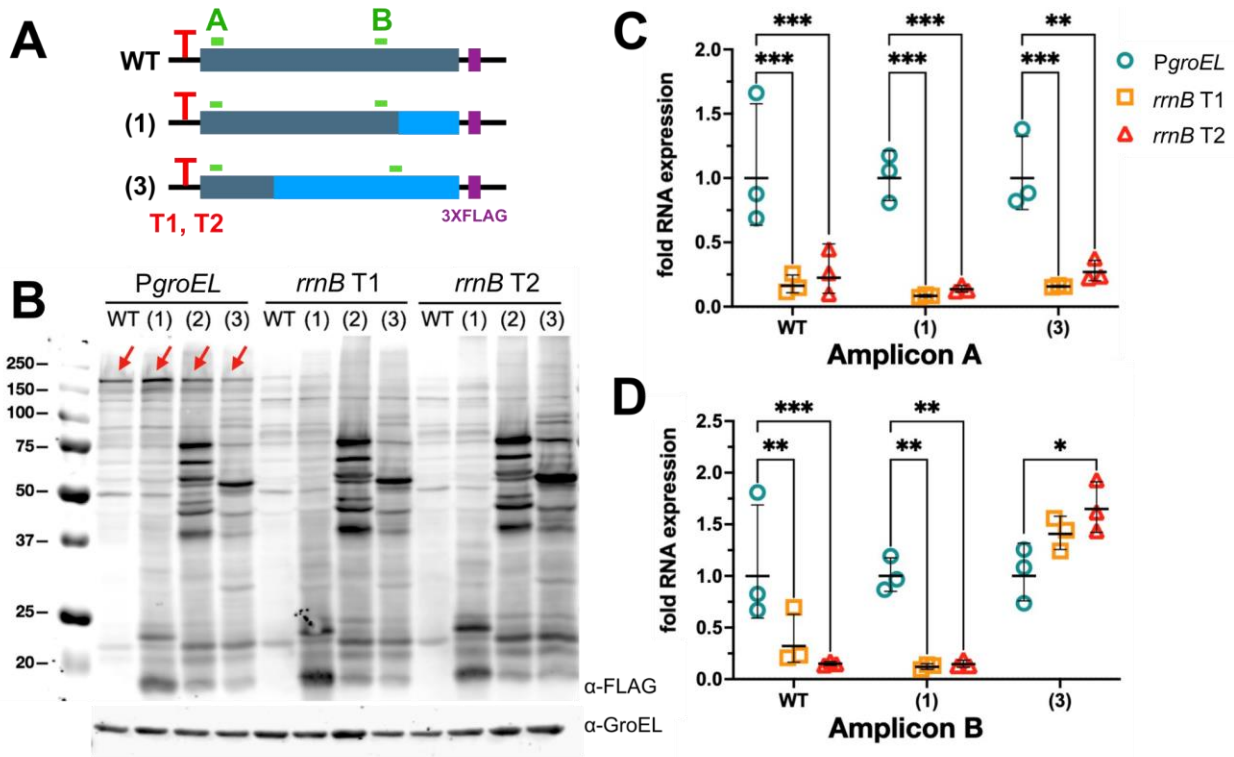 A
A
B
WT
(1)
(3)
T1, T2
3XFLAG
B
PgroEL
rrnB T1
rrnB T2
WT (1) (2) (3) WT (1) (2) (3) WT (1) (2) (3)
250
150
100
75
50
37
25
20
α-FLAG
α-GroEL
C
***
***
***
***
**
***
2.0
1.5
1.0
0.5
0.0
fold RNA expression
WT
(1)
(3)
Amplicon A
PgroEL
rrnB T1
rrnB T2
D
***
**
**
**
*
2.5
2.0
1.5
1.0
0.5
0.0
fold RNA expression
WT
(1)
(3)
Amplicon B